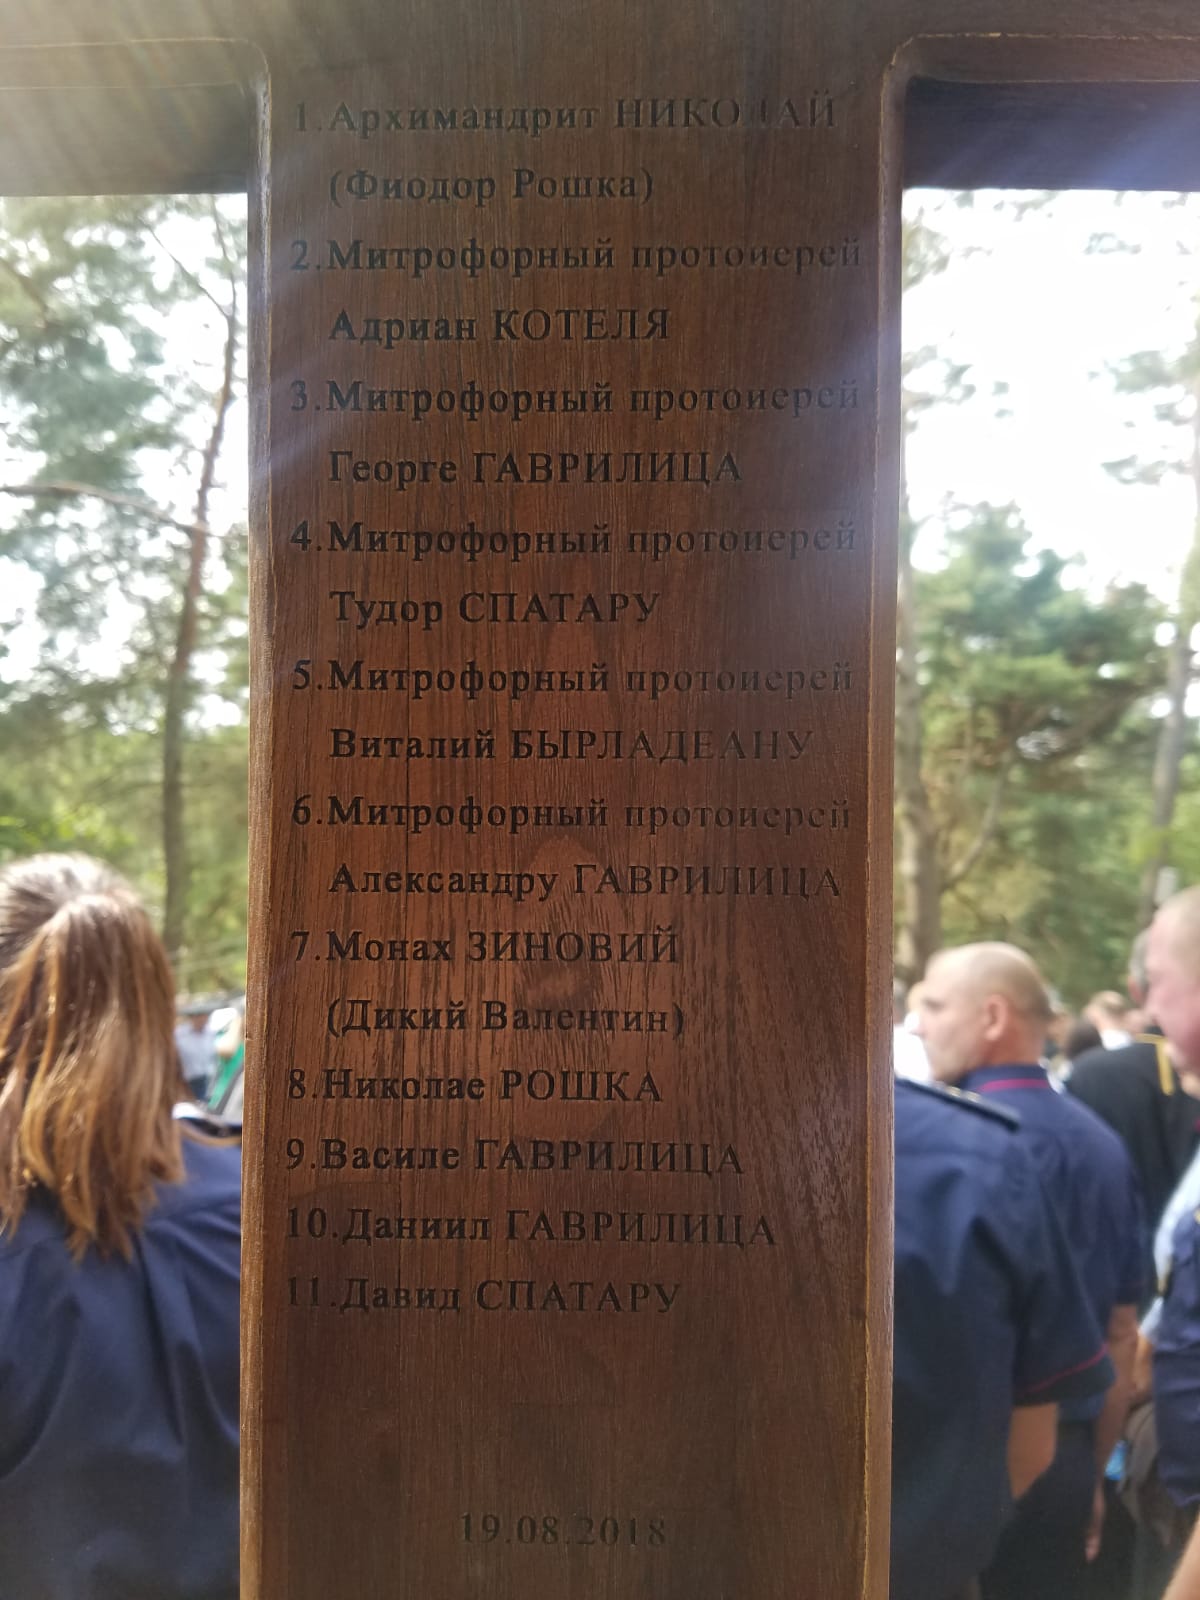 1.Архимандрит НИКОЛАЙ
(Фиодор Рошка)
2.Митрофорный протоиерей
Адриан КОТЕЛЯ
3.Митрофорный протоиерей
Георге ГАВРИЛИЦА
4.Митрофорный протоиерей
Тудор СПАТАРУ
5.Митрофорный протоиерей
Виталий БЫРЛАДЕАНУ
6.Митрофорный протоиерей
Александру ГАВРИЛИЦА
7.Монах ЗИНОВИЙ
(Дикий Валентин)
8.Николае РОШКА
9.Василе ГАВРИЛИЦА
10.Даниил ГАВРИЛИЦА
11.Давид СПАТАРУ
19.08.2018